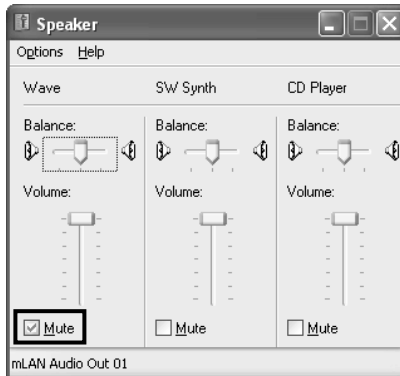 Speaker
Options Help
Wave SW Synth CD Player
Balance: Balance: Balance:
Volume: Volume: Volume:
Mute Mute Mute
mLAN Audio Out 01